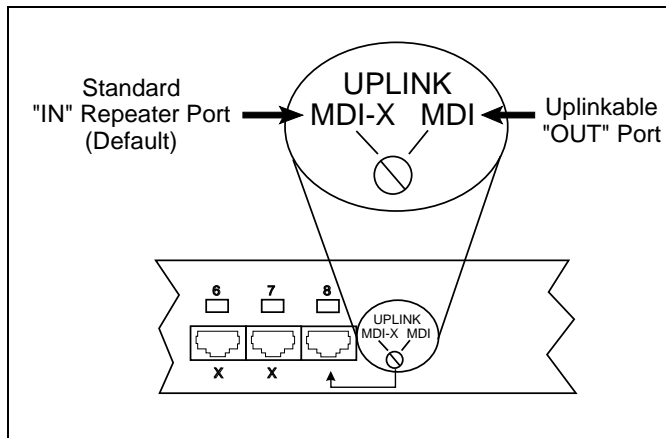 UPLINK
MDI-X MDI
Standard
"IN" Repeater Port
(Default)
Uplinkable
"OUT" Port
6 7 8
UPLINK
MDI-X MDI
X X